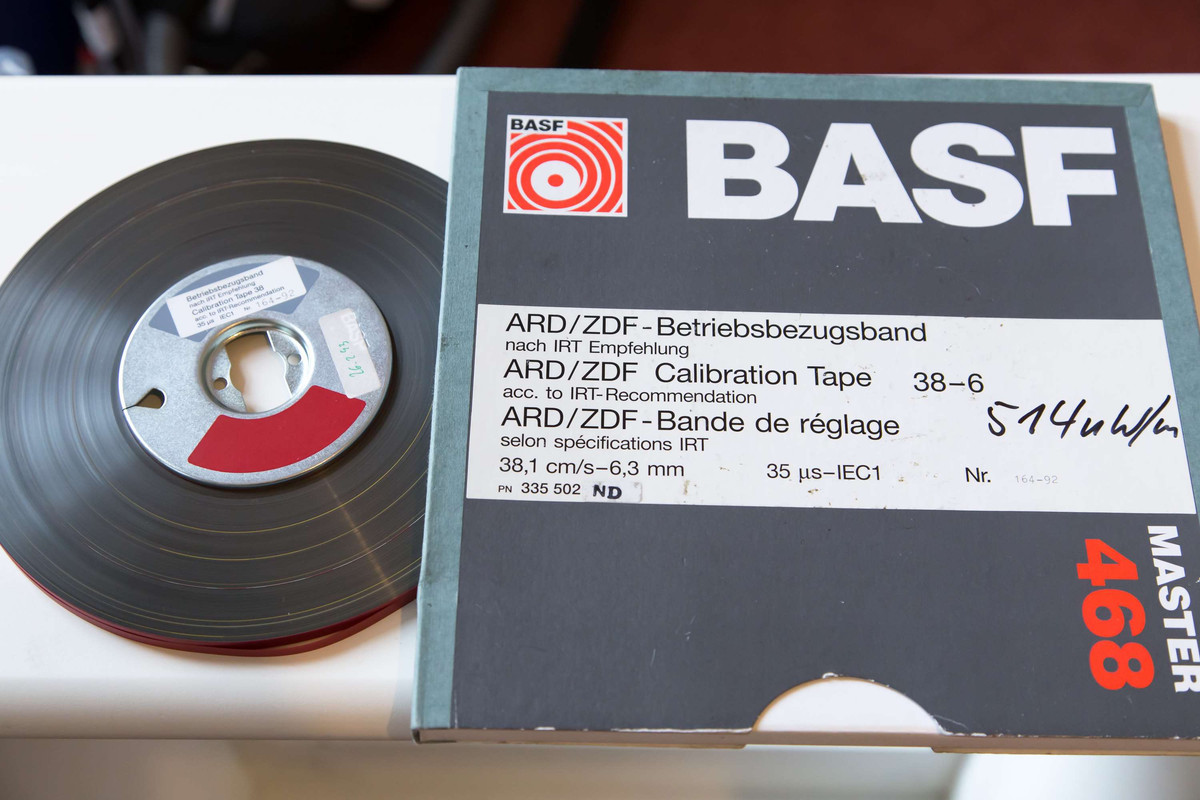 Betriebsbezugsband
nach IRT Empfehlung
Calibration Tape 38
acc. to IRT-Recommendation
35 µs IEC1 Nr. 164-92
BASF
BASF
ARD/ZDF-Betriebsbezugsband
nach IRT Empfehlung
ARD/ZDF Calibration Tape 38-6
acc. to IRT-Recommendation
514nW/m
ARD/ZDF-Bande de réglage
selon spécifications IRT
38,1 cm/s-6,3 mm 35 µs-IEC1 Nr. 164-92
PN 335 502 ND
MASTER
468